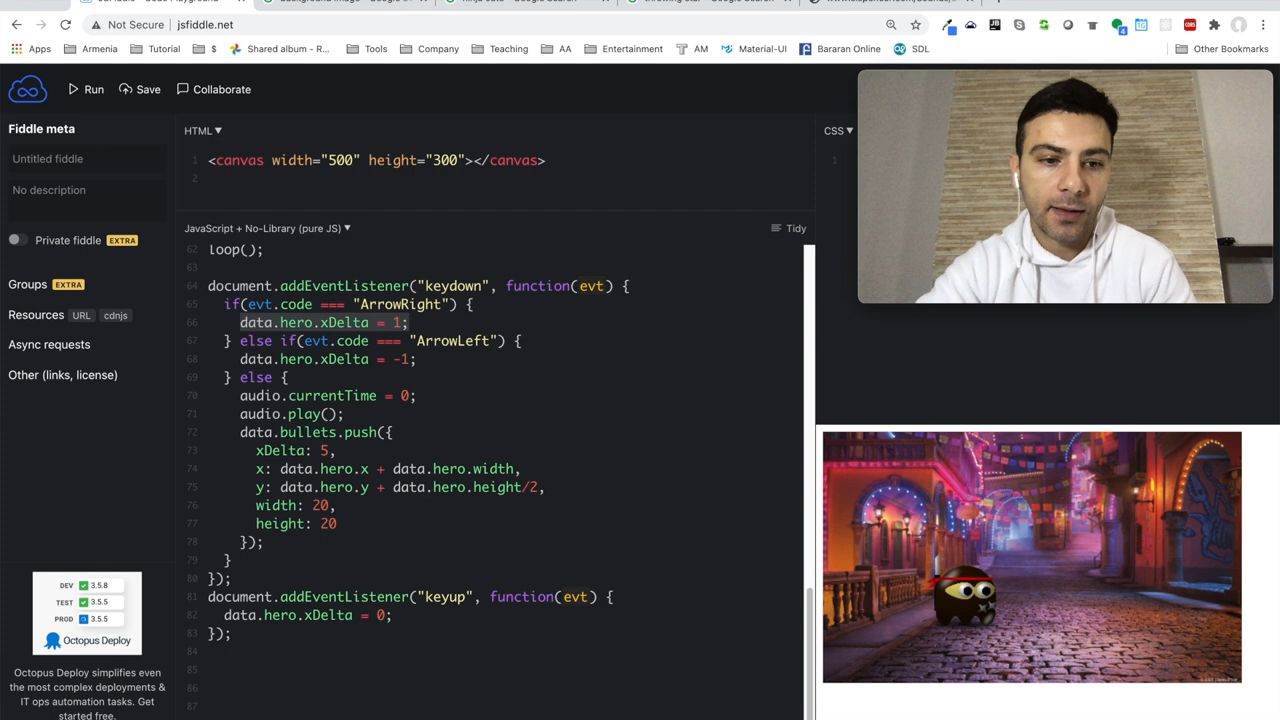 Not Secure
jsfiddle.net
Apps
Armenia
Tutorial
$
Shared album - R...
Tools
Company
Teaching
AA
Entertainment
AM
Material-UI
Bararan Online
SDL
Other Bookmarks
Run
Save
Collaborate
Fiddle meta
Untitled fiddle
No description
Private fiddle EXTRA
Groups EXTRA
Resources URL cdnjs
Async requests
Other (links, license)
DEV 3.5.8
TEST 3.5.5
PROD 3.5.5
Octopus Deploy
Octopus Deploy simplifies even
the most complex deployments &
IT ops automation tasks. Get
started free.
HTML
1 <canvas width="500" height="300"></canvas>
2
CSS
1
JavaScript + No-Library (pure JS)
Tidy
62 loop();
63
64 document.addEventListener("keydown", function(evt) {
65 if(evt.code === "ArrowRight") {
66 data.hero.xDelta = 1;
67 } else if(evt.code === "ArrowLeft") {
68 data.hero.xDelta = -1;
69 } else {
70 audio.currentTime = 0;
71 audio.play();
72 data.bullets.push({
73 xDelta: 5,
74 x: data.hero.x + data.hero.width,
75 y: data.hero.y + data.hero.height/2,
76 width: 20,
77 height: 20
78 });
79 }
80 });
81 document.addEventListener("keyup", function(evt) {
82 data.hero.xDelta = 0;
83 });
84
85
86
87